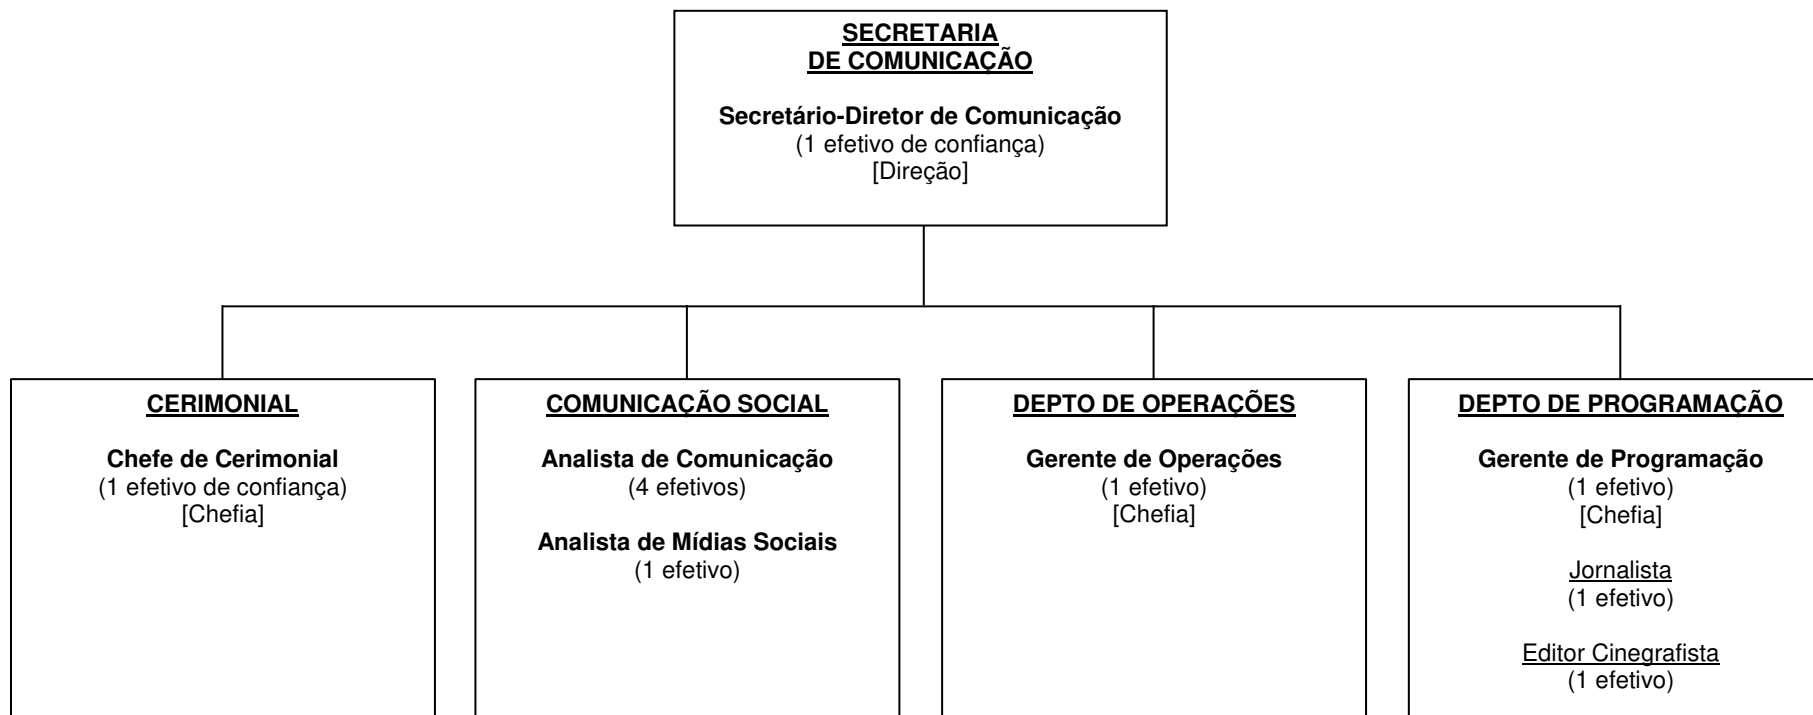 SECRETARIA
DE COMUNICAÇÃO
Secretário-Diretor de Comunicação
(1 efetivo de confiança)
[Direção]
CERIMONIAL
Chefe de Cerimonial
(1 efetivo de confiança)
[Chefia]
COMUNICAÇÃO SOCIAL
Analista de Comunicação
(4 efetivos)
Analista de Mídias Sociais
(1 efetivo)
DEPTO DE OPERAÇÕES
Gerente de Operações
(1 efetivo)
[Chefia]
DEPTO DE PROGRAMAÇÃO
Gerente de Programação
(1 efetivo)
[Chefia]
Jornalista
(1 efetivo)
Editor Cinegrafista
(1 efetivo)